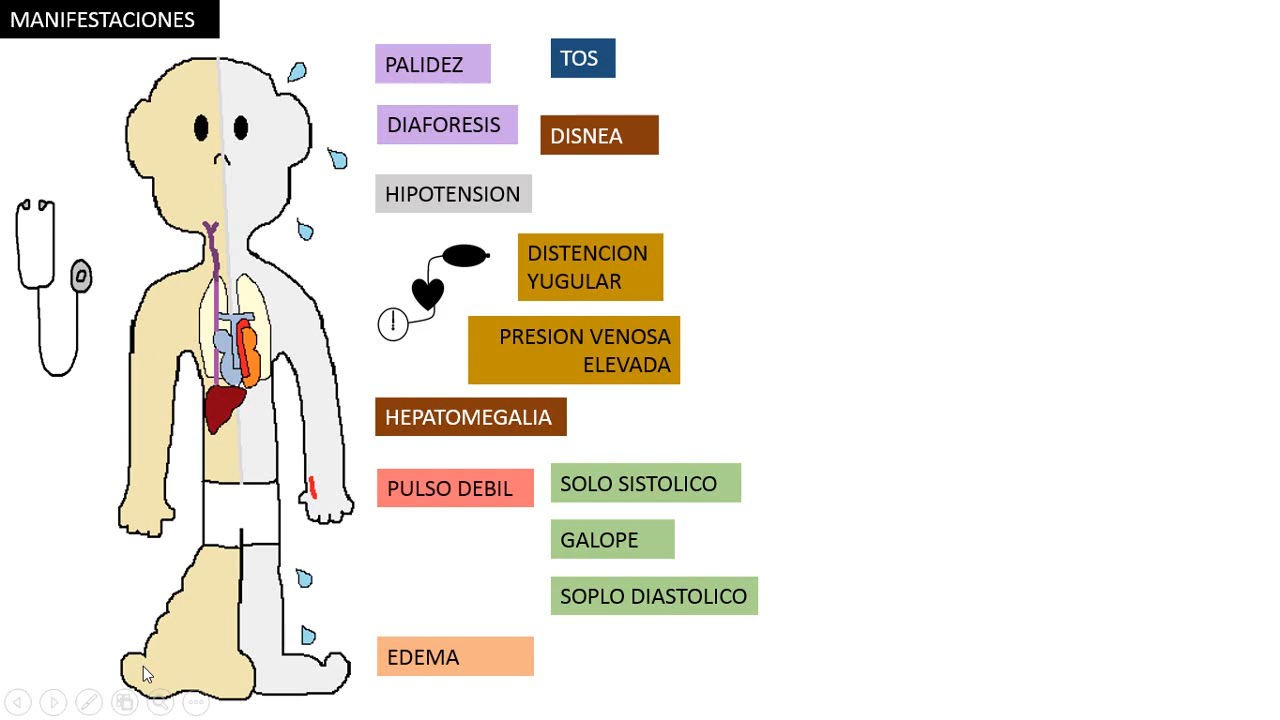 MANIFESTACIONES
PALIDEZ
TOS
DIAFORESIS
DISNEA
HIPOTENSION
DISTENCION
YUGULAR
PRESION VENOSA
ELEVADA
HEPATOMEGALIA
PULSO DEBIL
SOLO SISTOLICO
GALOPE
SOPLO DIASTOLICO
EDEMA